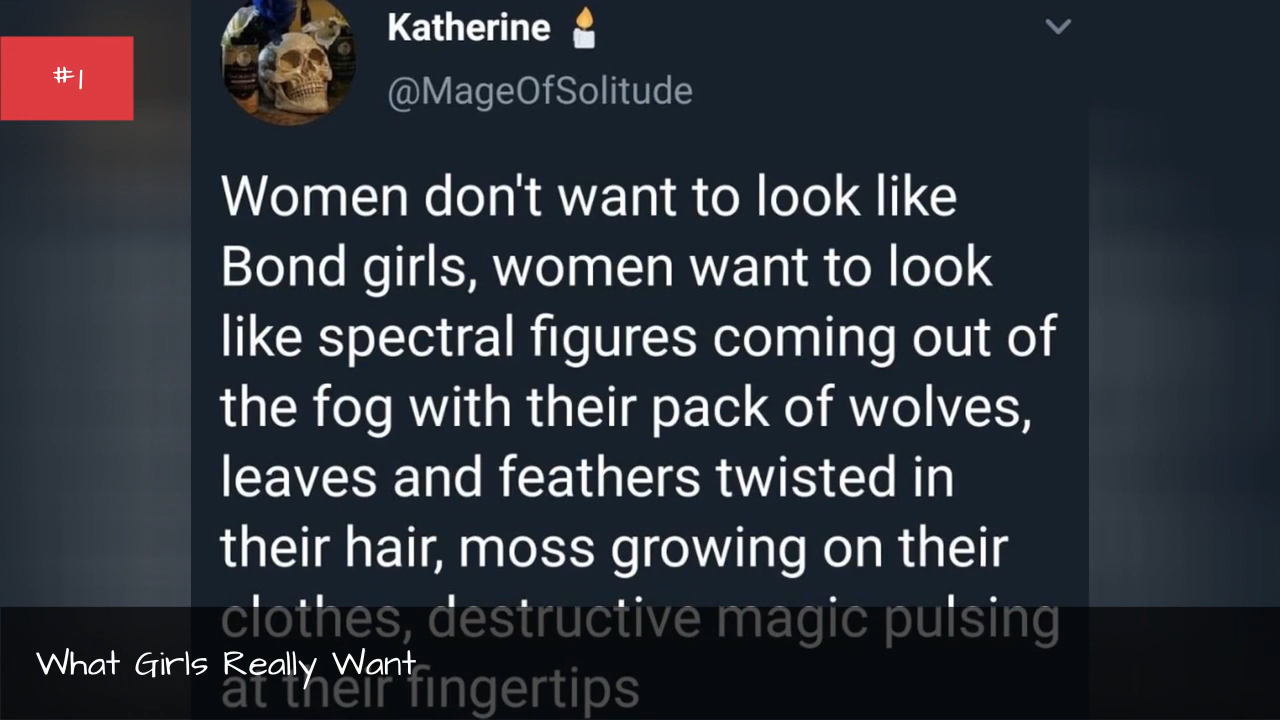 #1
Katherine
@MageOfSolitude
Women don't want to look like
Bond girls, women want to look
like spectral figures coming out of
the fog with their pack of wolves,
leaves and feathers twisted in
their hair, moss growing on their
clothes, destructive magic pulsing
at their fingertips
What Girls Really Want